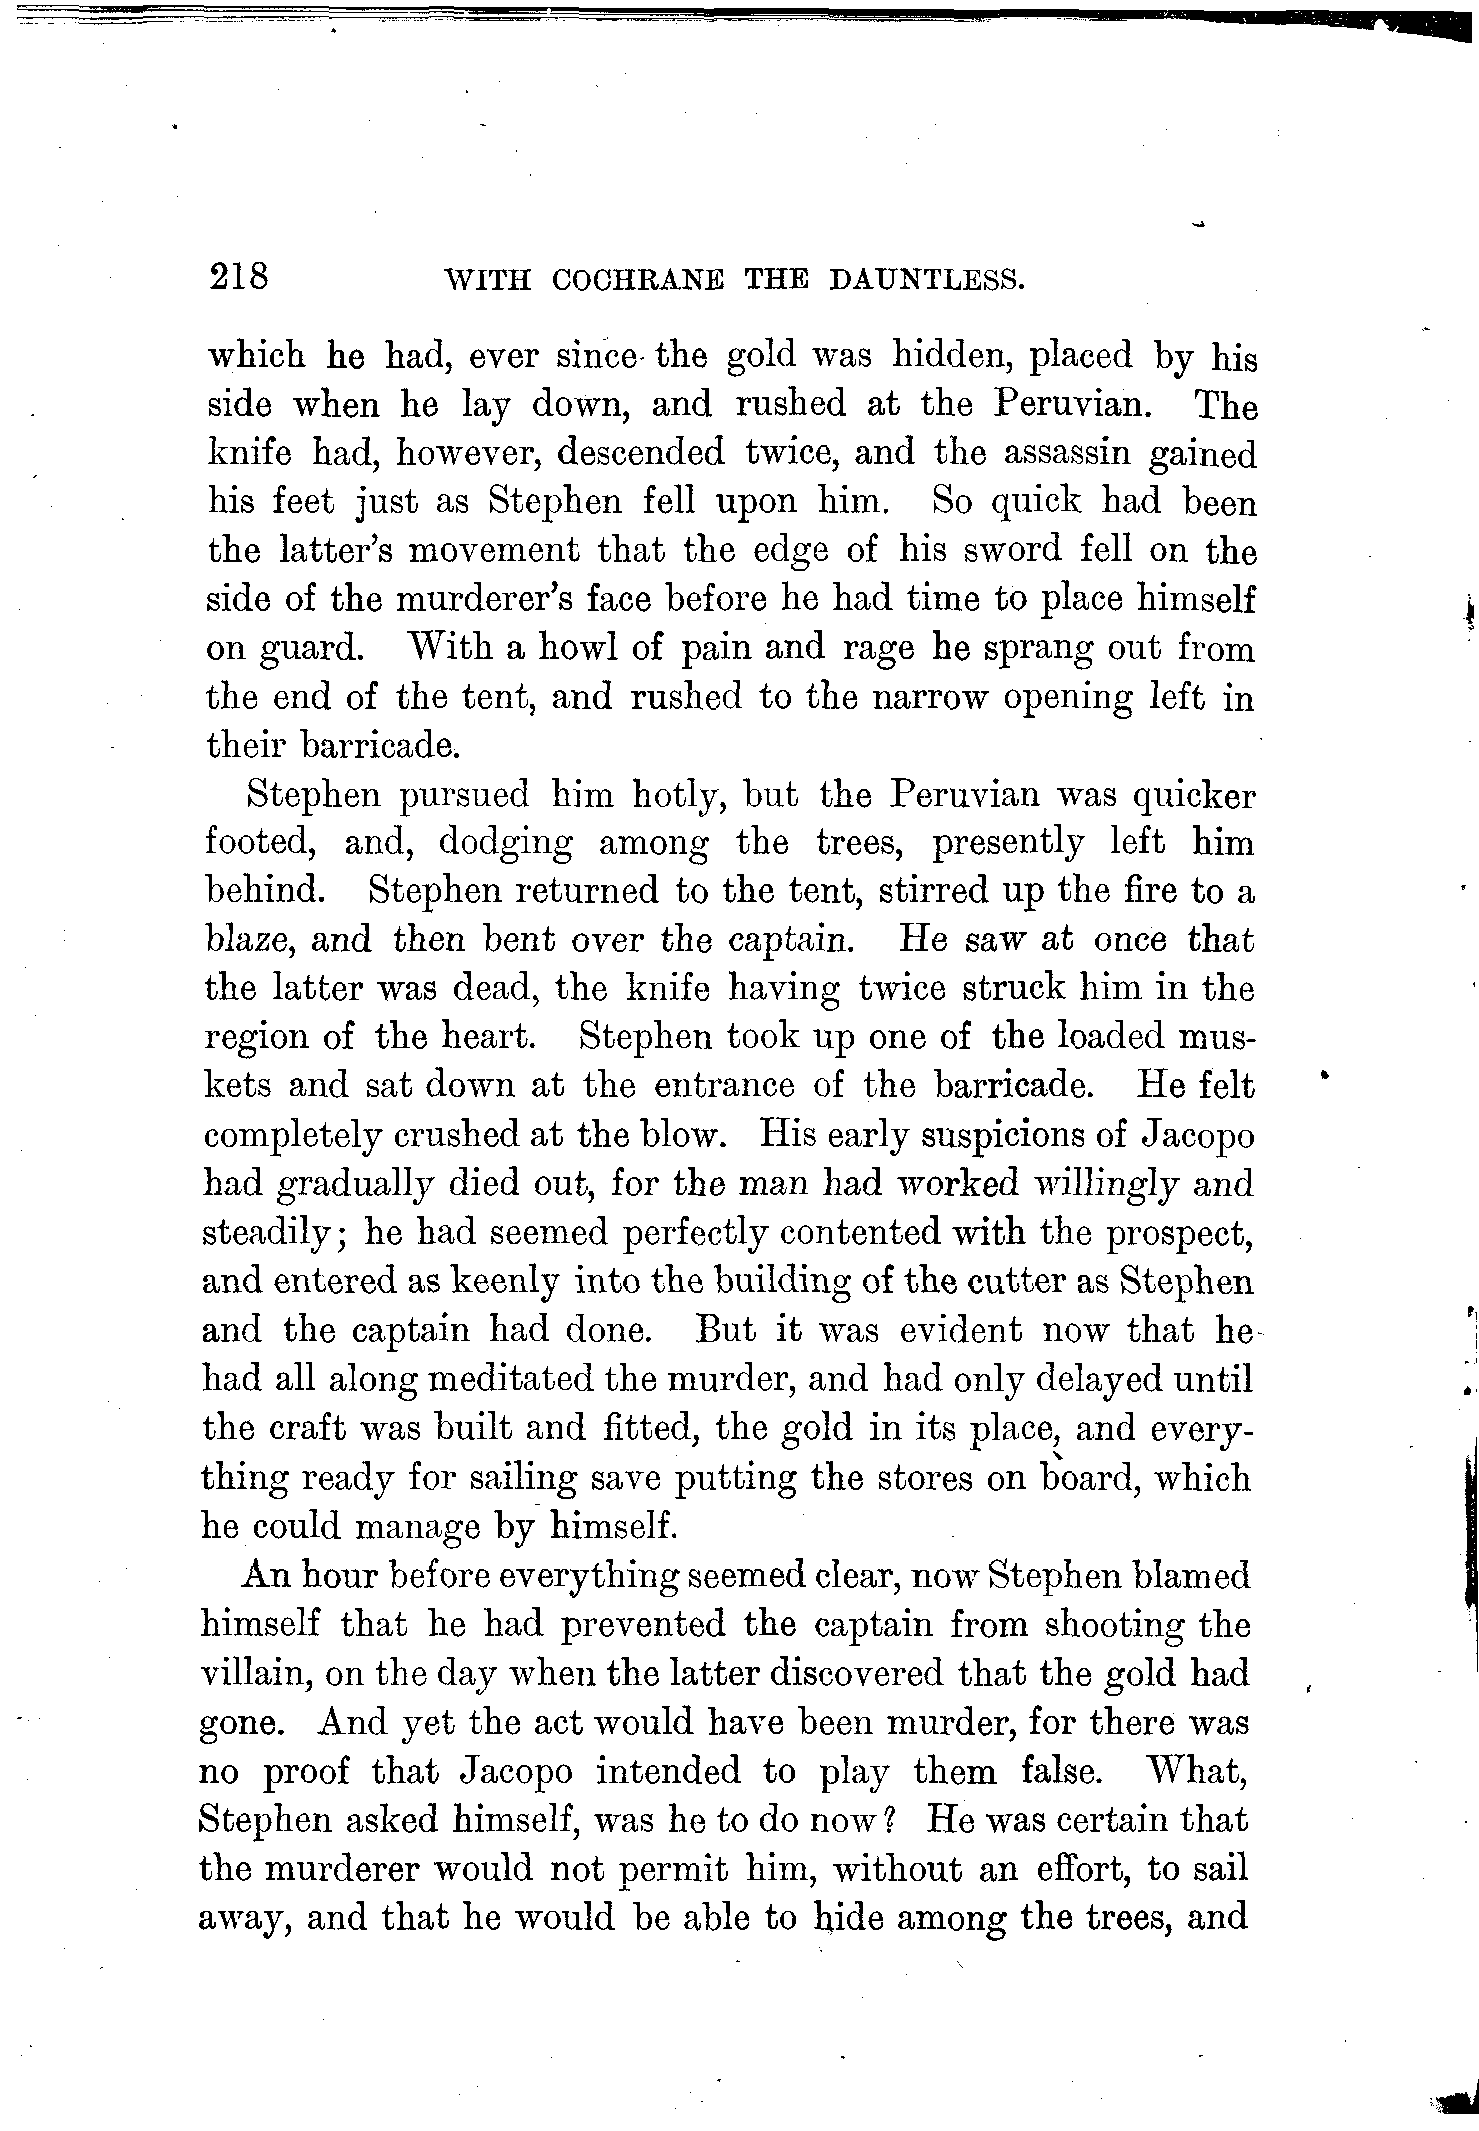 218 WITH COCHRANE THE DAUNTLESS.
which he had, ever since the gold was hidden, placed by his
side when he lay down, and rushed at the Peruvian. The
knife had, however, descended twice, and the assassin gained
his feet just as Stephen fell upon him. So quick had been
the latter's movement that the edge of his sword fell on the
side of the murderer's face before he had time to place himself
on guard. With a howl of pain and rage he sprang out from
the end of the tent, and rushed to the narrow opening left in
their barricade.
Stephen pursued him hotly, but the Peruvian was quicker
footed, and, dodging among the trees, presently left him
behind. Stephen returned to the tent, stirred up the fire to a
blaze, and then bent over the captain. He saw at once that
the latter was dead, the knife having twice struck him in the
region of the heart. Stephen took up one of the loaded mus-
kets and sat down at the entrance of the barricade. He felt
completely crushed at the blow. His early suspicions of Jacopo
had gradually died out, for the man had worked willingly and
steadily; he had seemed perfectly contented with the prospect,
and entered as keenly into the building of the cutter as Stephen
and the captain had done. But it was evident now that he
had all along meditated the murder, and had only delayed until
the craft was built and fitted, the gold in its place, and every-
thing ready for sailing save putting the stores on board, which
he could manage by himself.
An hour before everything seemed clear, now Stephen blamed
himself that he had prevented the captain from shooting the
villain, on the day when the latter discovered that the gold had
gone. And yet the act would have been murder, for there was
no proof that Jacopo intended to play them false. What,
Stephen asked himself, was he to do now? He was certain that
the murderer would not permit him, without an effort, to sail
away, and that he would be able to hide among the trees, and